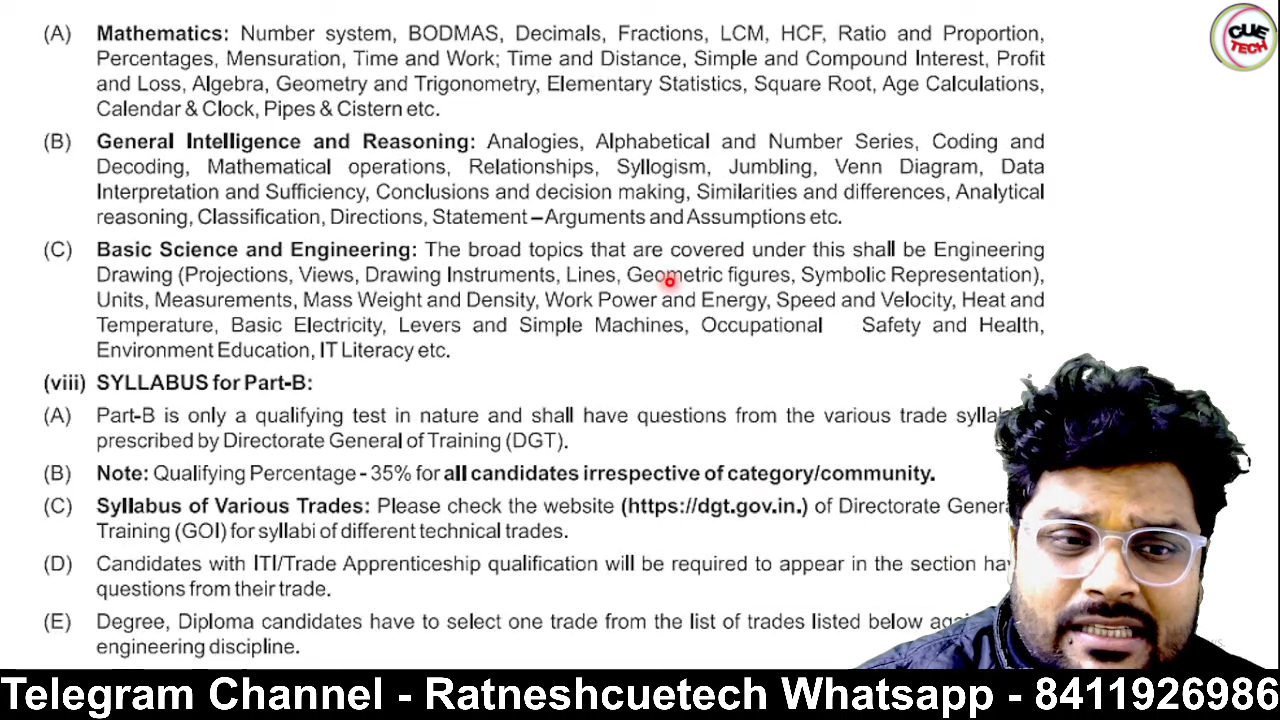 (A) Mathematics: Number system, BODMAS, Decimals, Fractions, LCM, HCF, Ratio and Proportion,
Percentages, Mensuration, Time and Work; Time and Distance, Simple and Compound Interest, Profit
and Loss, Algebra, Geometry and Trigonometry, Elementary Statistics, Square Root, Age Calculations,
Calendar & Clock, Pipes & Cistern etc.
(B) General Intelligence and Reasoning: Analogies, Alphabetical and Number Series, Coding and
Decoding, Mathematical operations, Relationships, Syllogism, Jumbling, Venn Diagram, Data
Interpretation and Sufficiency, Conclusions and decision making, Similarities and differences, Analytical
reasoning, Classification, Directions, Statement – Arguments and Assumptions etc.
(C) Basic Science and Engineering: The broad topics that are covered under this shall be Engineering
Drawing (Projections, Views, Drawing Instruments, Lines, Geometric figures, Symbolic Representation),
Units, Measurements, Mass Weight and Density, Work Power and Energy, Speed and Velocity, Heat and
Temperature, Basic Electricity, Levers and Simple Machines, Occupational Safety and Health,
Environment Education, IT Literacy etc.
(viii) SYLLABUS for Part-B:
(A) Part-B is only a qualifying test in nature and shall have questions from the various trade
prescribed by Directorate General of Training (DGT).
(B) Note: Qualifying Percentage - 35% for all candidates irrespective of category/community.
(C) Syllabus of Various Trades: Please check the website (https://dgt.gov.in.) of Directorate
Training (GOI) for syllabi of different technical trades.
(D) Candidates with ITI/Trade Apprenticeship qualification will be required to appear in the section
questions from their trade.
(E) Degree, Diploma candidates have to select one trade from the list of trades listed below
engineering discipline.
CUE
TECH
Telegram Channel - Ratneshcuetech Whatsapp - 8411926986